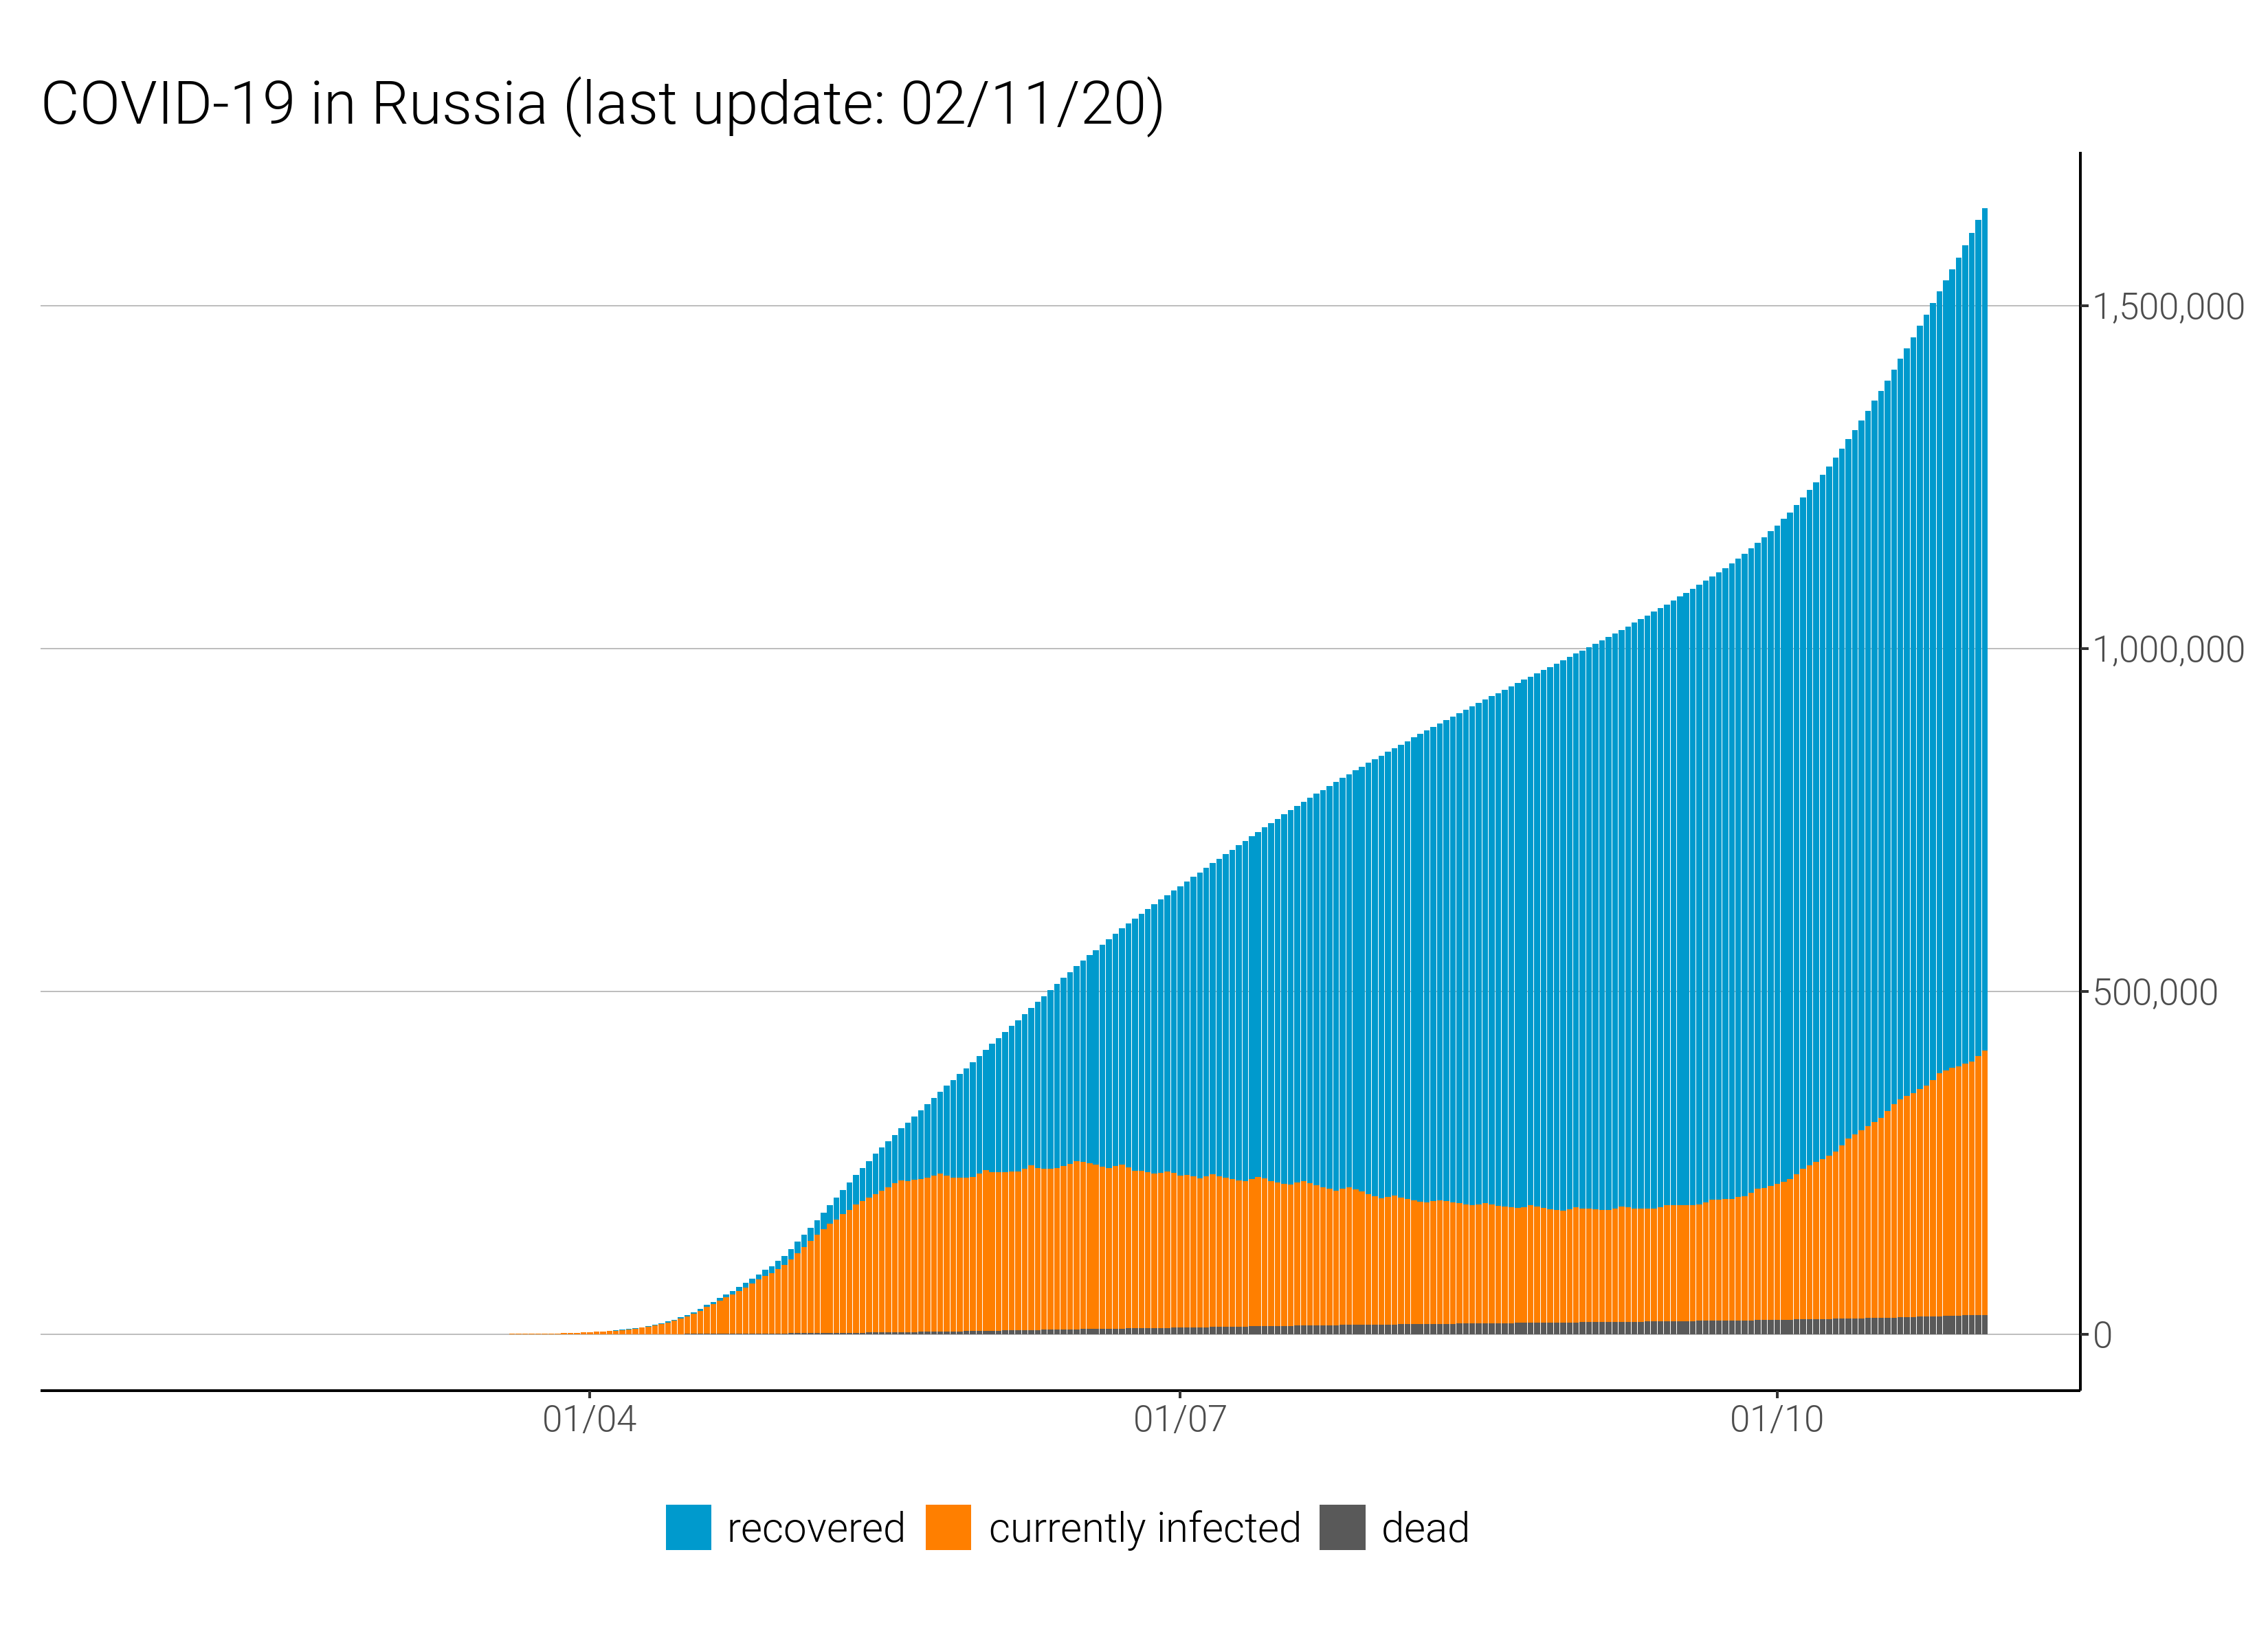 COVID-19 in Russia (last update: 02/11/20)
1,500,000
1,000,000
500,000
0
01/04 01/07 01/10
recovered currently infected dead